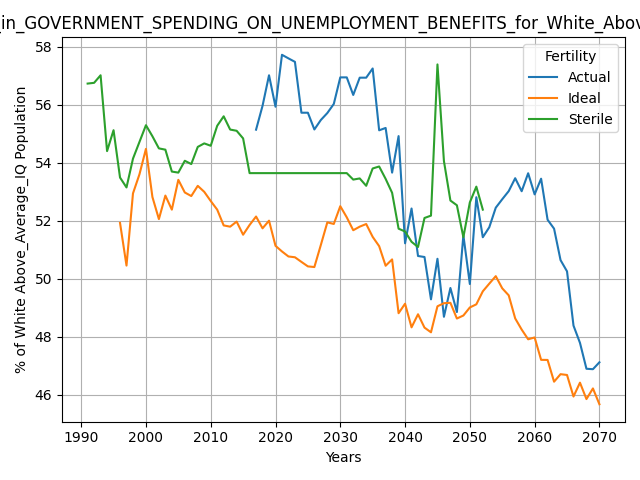 _in_GOVERNMENT_SPENDING_ON_UNEMPLOYMENT_BENEFITS_for_White_Abov
Fertility
Actual
Ideal
Sterile
% of White Above_Average_IQ Population
58
56
54
52
50
48
46
1990 2000 2010 2020 2030 2040 2050 2060 2070
Years